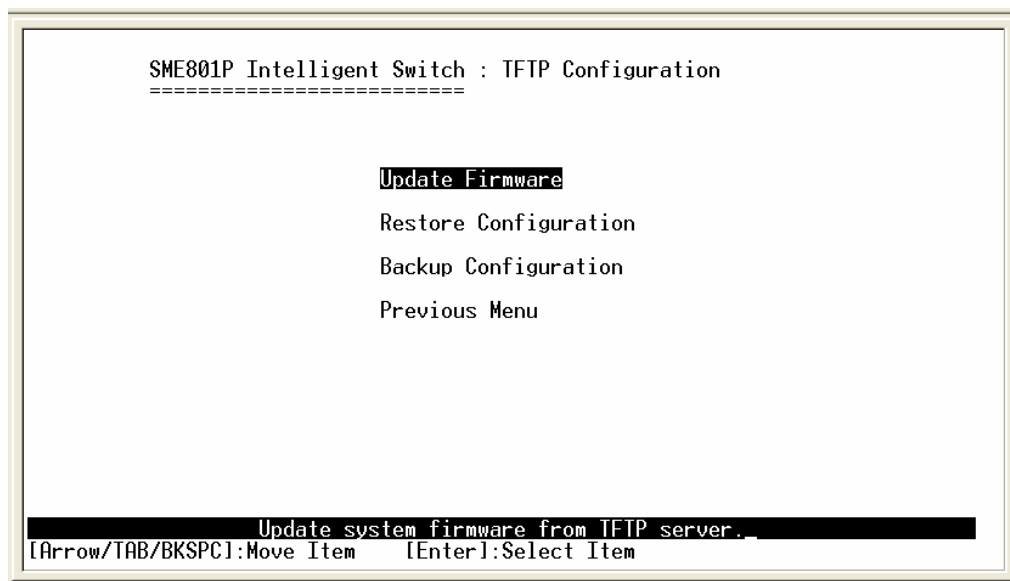 SME801P Intelligent Switch : TFTP Configuration
==========================
Update Firmware
Restore Configuration
Backup Configuration
Previous Menu
Update system firmware from TFTP server._
[Arrow/TAB/BKSPC]:Move Item [Enter]:Select Item